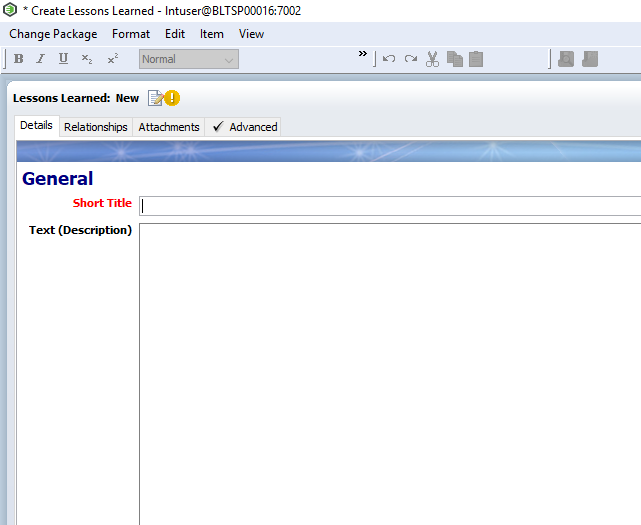 * Create Lessons Learned - Intuser@BLTSP00016:7002
Change Package Format Edit Item View
B I U x₂ x² Normal »
Lessons Learned: New
Details Relationships Attachments Advanced
General
Short Title
Text (Description)